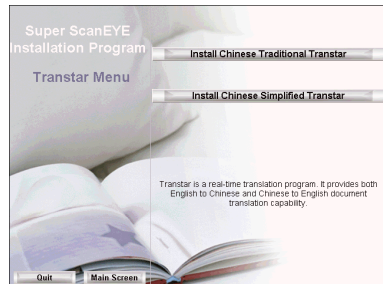 Super ScanEYE
Installation Program
Transtar Menu
Install Chinese Traditional Transtar
Install Chinese Simplified Transtar
Transtar is a real-time translation program. It provides both
English to Chinese and Chinese to English document
translation capability.
Quit
Main Screen